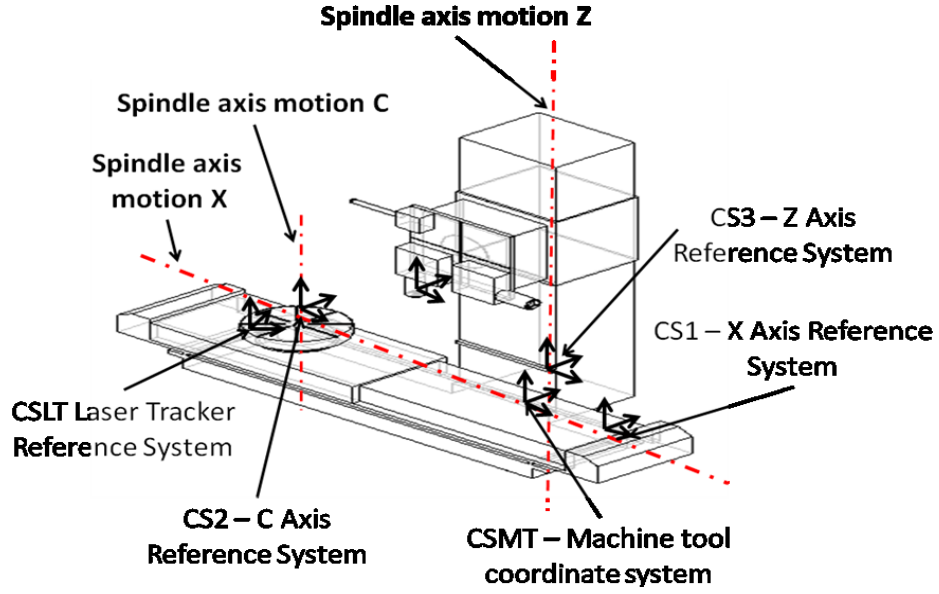 Spindle axis motion Z
Spindle axis motion C
Spindle axis
motion X
CS3 – Z Axis
Reference System
CS1 – X Axis Reference
System
CSLT Laser Tracker
Reference System
CS2 – C Axis
Reference System
CSMT – Machine tool
coordinate system